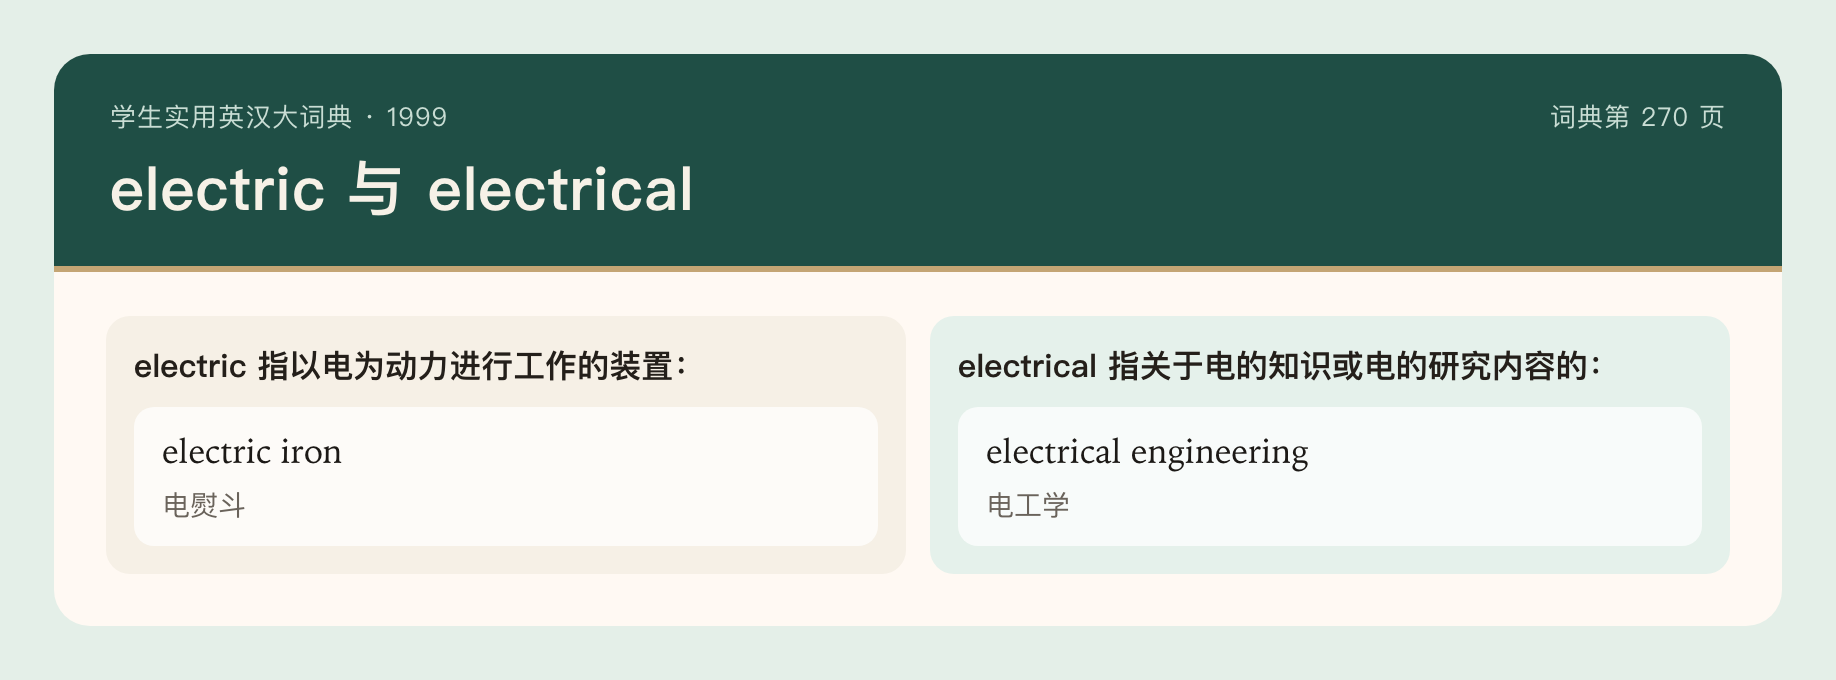 学生实用英汉大词典 · 1999
词典第 270 页
electric 与 electrical
electric 指以电为动力进行工作的装置：
electric iron
电熨斗
electrical 指关于电的知识或电的研究内容的：
electrical engineering
电工学